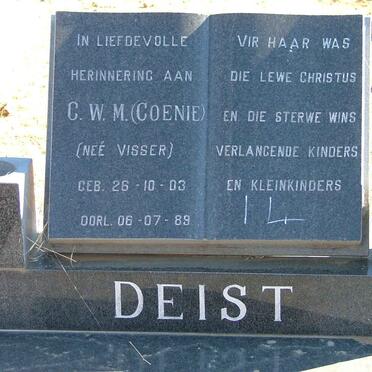 IN LIEFDEVOLLE
HERINNERING AAN
C. W. M. (COENIE)
(NEÉ VISSER)
GEB. 26-10-03
OORL. 06-07-89
VIR HAAR WAS
DIE LEWE CHRISTUS
EN DIE STERWE WINS
VERLANGENDE KINDERS
EN KLEINKINDERS
14
DEIST